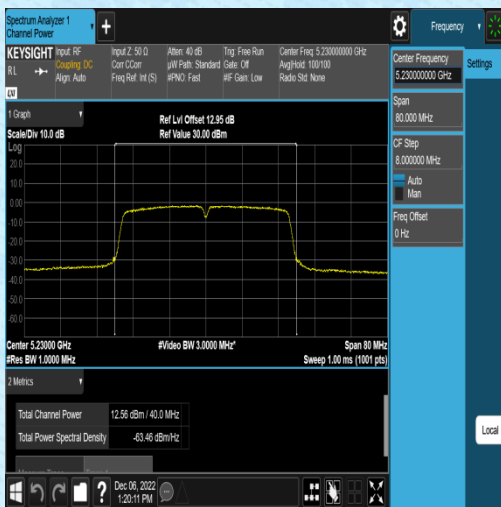 Spectrum Analyzer 1
Channel Power
Frequency
KEYSIGHT
Input: RF
Coupling: DC
Align: Auto
Input Z: 50 Ω
Corr CCorr
Freq Ref: Int (S)
Atten: 40 dB
µW Path: Standard
#PNO: Fast
Trig: Free Run
Gate: Off
#IF Gain: Low
Center Freq: 5.230000000 GHz
Avg|Hold: 100/100
Radio Std: None
RL
Center Frequency
5.230000000 GHz
Settings
Span
80.000 MHz
CF Step
8.000000 MHz
Auto
Man
Freq Offset
0 Hz
1 Graph
Scale/Div 10.0 dB
Ref Lvl Offset 12.95 dB
Ref Value 30.00 dBm
Log
20.0
10.0
0.00
-10.0
-20.0
-30.0
-40.0
-50.0
-60.0
Center 5.23000 GHz
#Video BW 3.0000 MHz*
Span 80 MHz
#Res BW 1.0000 MHz
Sweep 1.00 ms (1001 pts)
2 Metrics
Total Channel Power 12.56 dBm / 40.0 MHz
Total Power Spectral Density -63.46 dBm/Hz
Local
?
Dec 06, 2022
1:20:11 PM